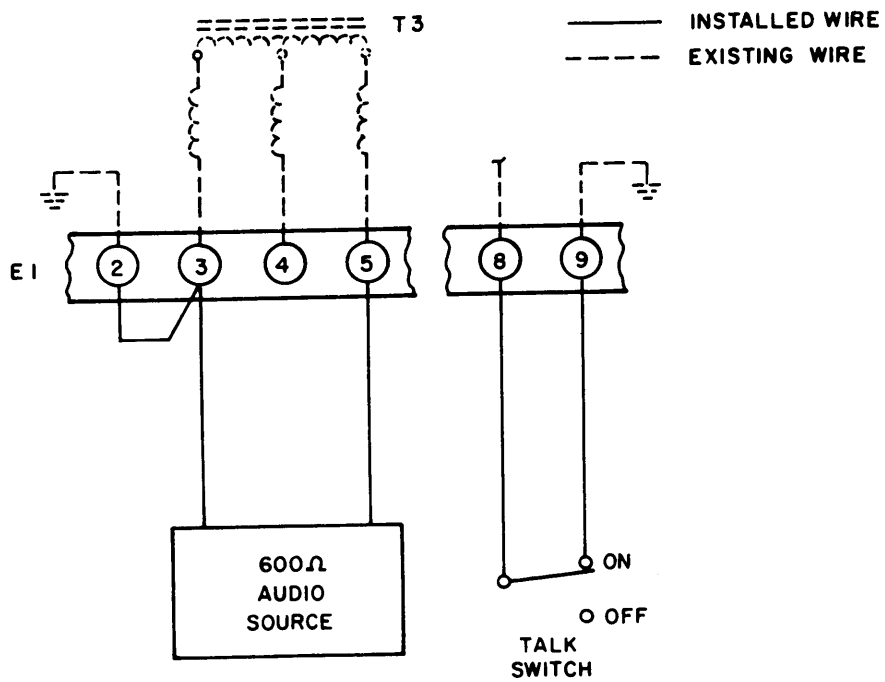 T3
INSTALLED WIRE
EXISTING WIRE
E1
2
3
4
5
8
9
600Ω
AUDIO
SOURCE
ON
OFF
TALK
SWITCH